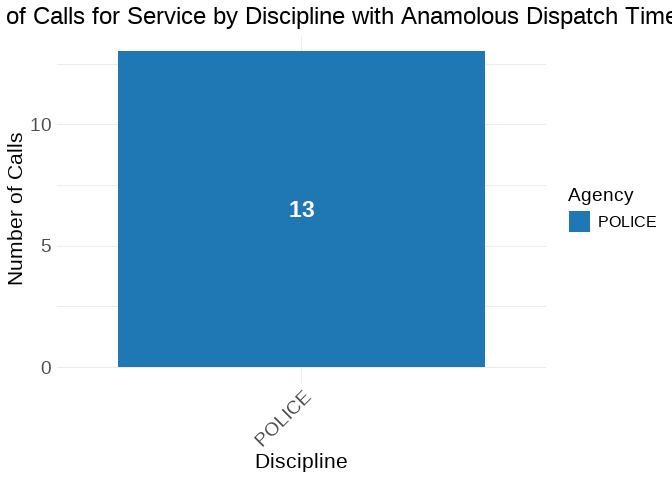 of Calls for Service by Discipline with Anamolous Dispatch Time
Number of Calls
10
5
0
13
POLICE
Discipline
Agency
POLICE